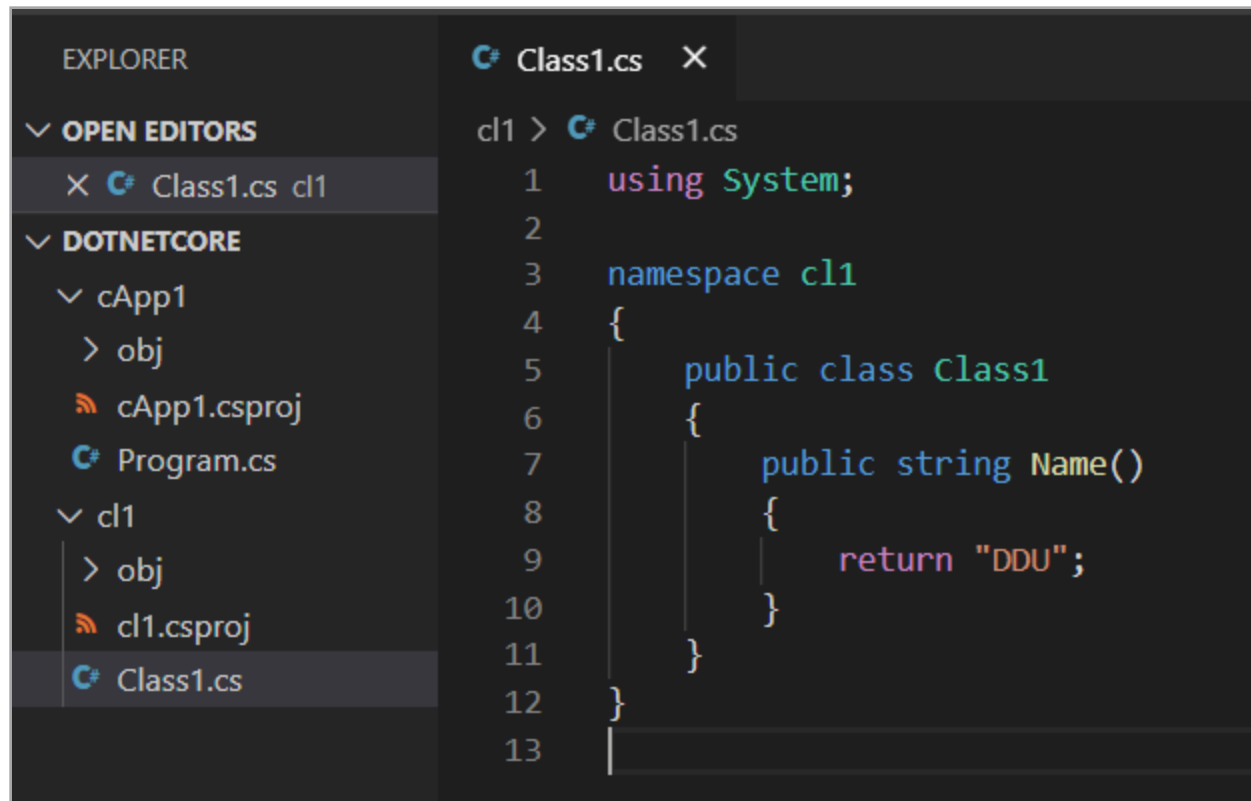 EXPLORER
OPEN EDITORS
Class1.cs cl1
DOTNETCORE
cApp1
obj
cApp1.csproj
Program.cs
cl1
obj
cl1.csproj
Class1.cs
Class1.cs
cl1 > Class1.cs
1 using System;
2
3 namespace cl1
4 {
5 public class Class1
6 {
7 public string Name()
8 {
9 return "DDU";
10 }
11 }
12 }
13